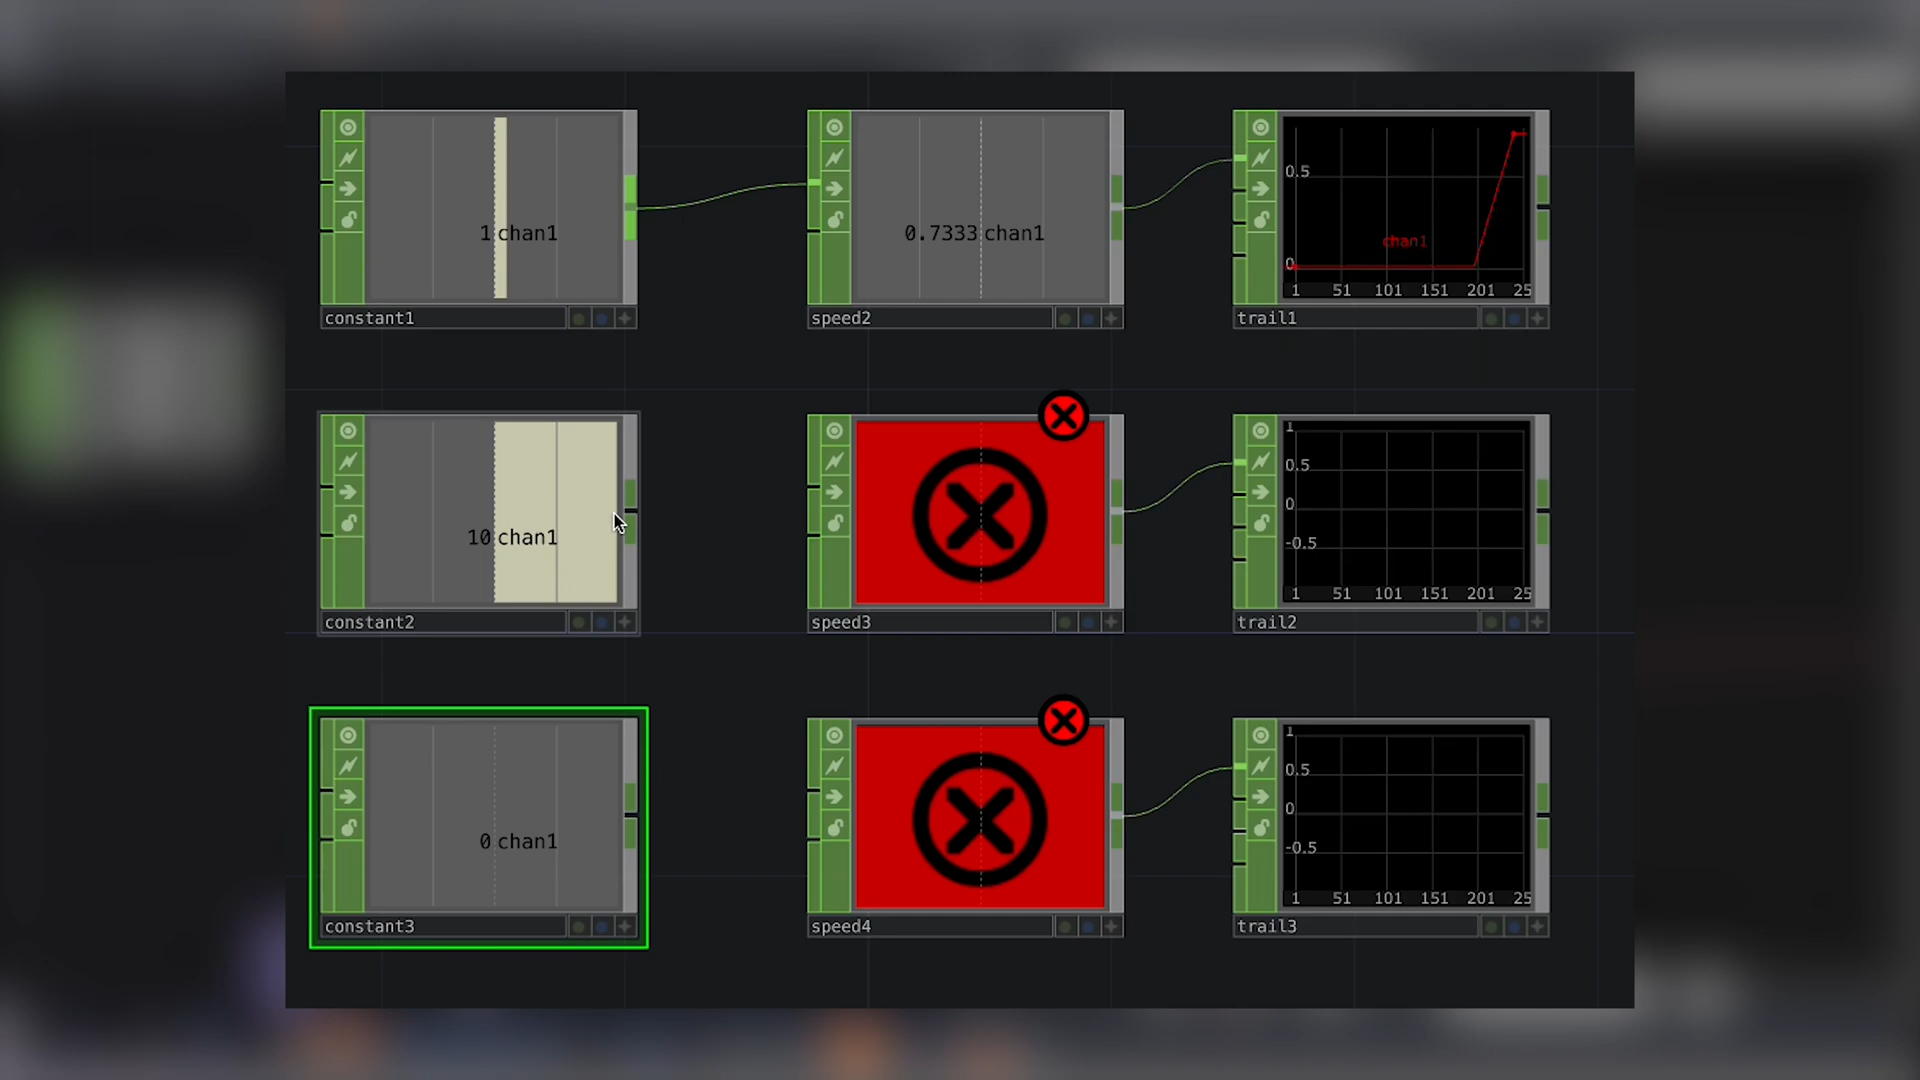 1 chan1
constant1
0.7333 chan1
speed2
0.5
chan1
0
1 51 101 151 201 25
trail1
10 chan1
constant2
speed3
1
0.5
0
-0.5
1 51 101 151 201 25
trail2
0 chan1
constant3
speed4
1
0.5
0
-0.5
1 51 101 151 201 25
trail3